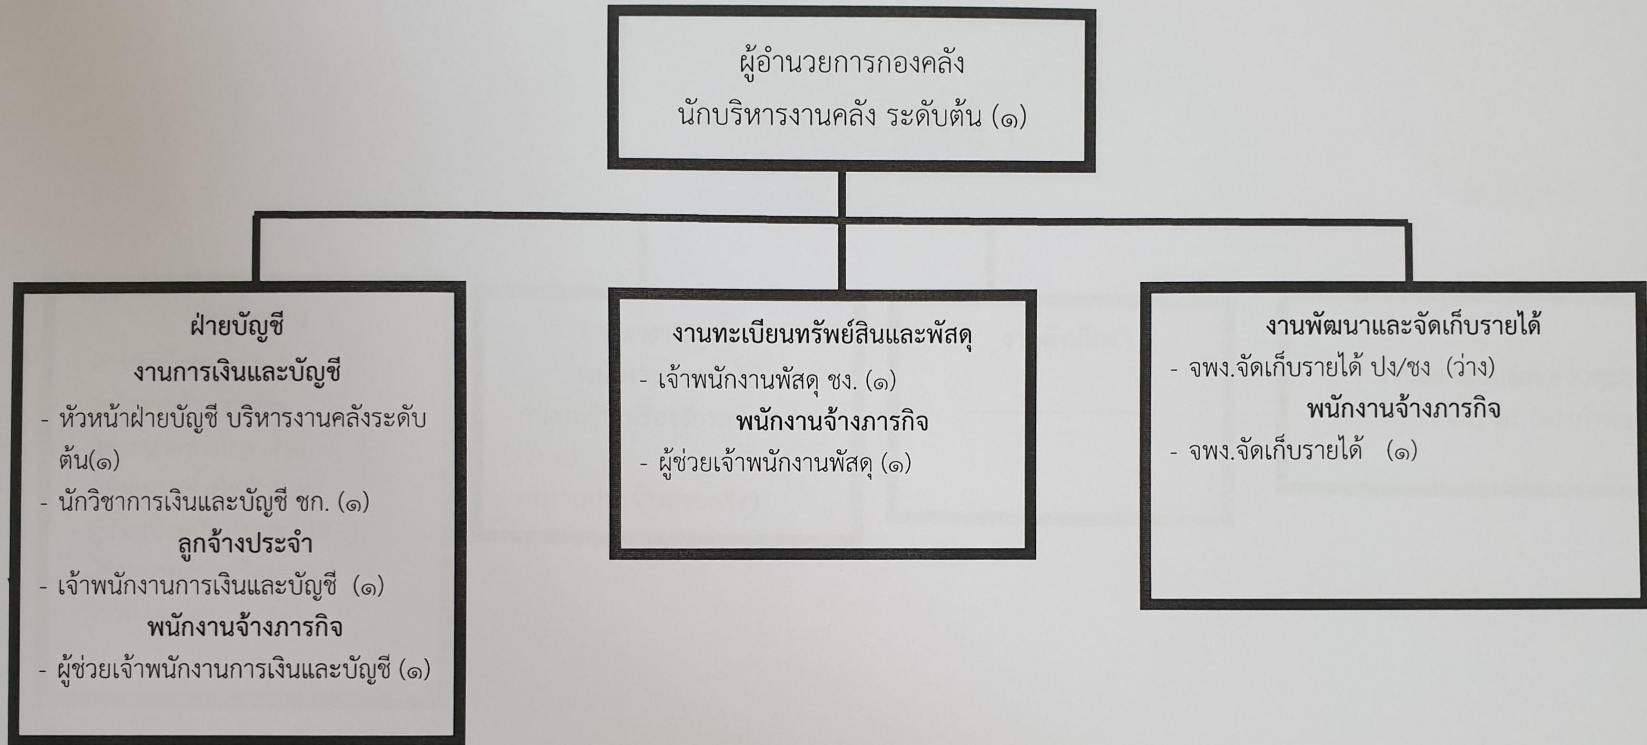 ผู้อำนวยการกองคลัง
นักบริหารงานคลัง ระดับต้น (๑)
ฝ่ายบัญชี
งานการเงินและบัญชี
- หัวหน้าฝ่ายบัญชี บริหารงานคลังระดับ
ต้น(๑)
- นักวิชาการเงินและบัญชี ชก. (๑)
ลูกจ้างประจำ
- เจ้าพนักงานการเงินและบัญชี (๑)
พนักงานจ้างภารกิจ
- ผู้ช่วยเจ้าพนักงานการเงินและบัญชี (๑)
งานทะเบียนทรัพย์สินและพัสดุ
- เจ้าพนักงานพัสดุ ชง. (๑)
พนักงานจ้างภารกิจ
- ผู้ช่วยเจ้าพนักงานพัสดุ (๑)
งานพัฒนาและจัดเก็บรายได้
- จพง.จัดเก็บรายได้ ปง/ชง (ว่าง)
พนักงานจ้างภารกิจ
- จพง.จัดเก็บรายได้ (๑)